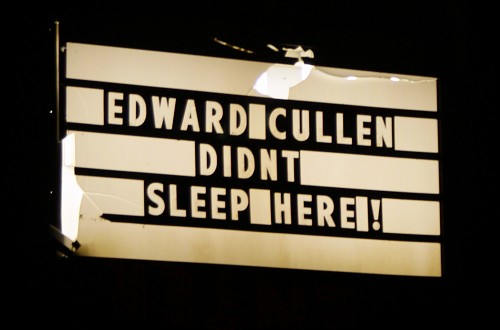 EDWARD CULLEN
DIDNT
SLEEP HERE!